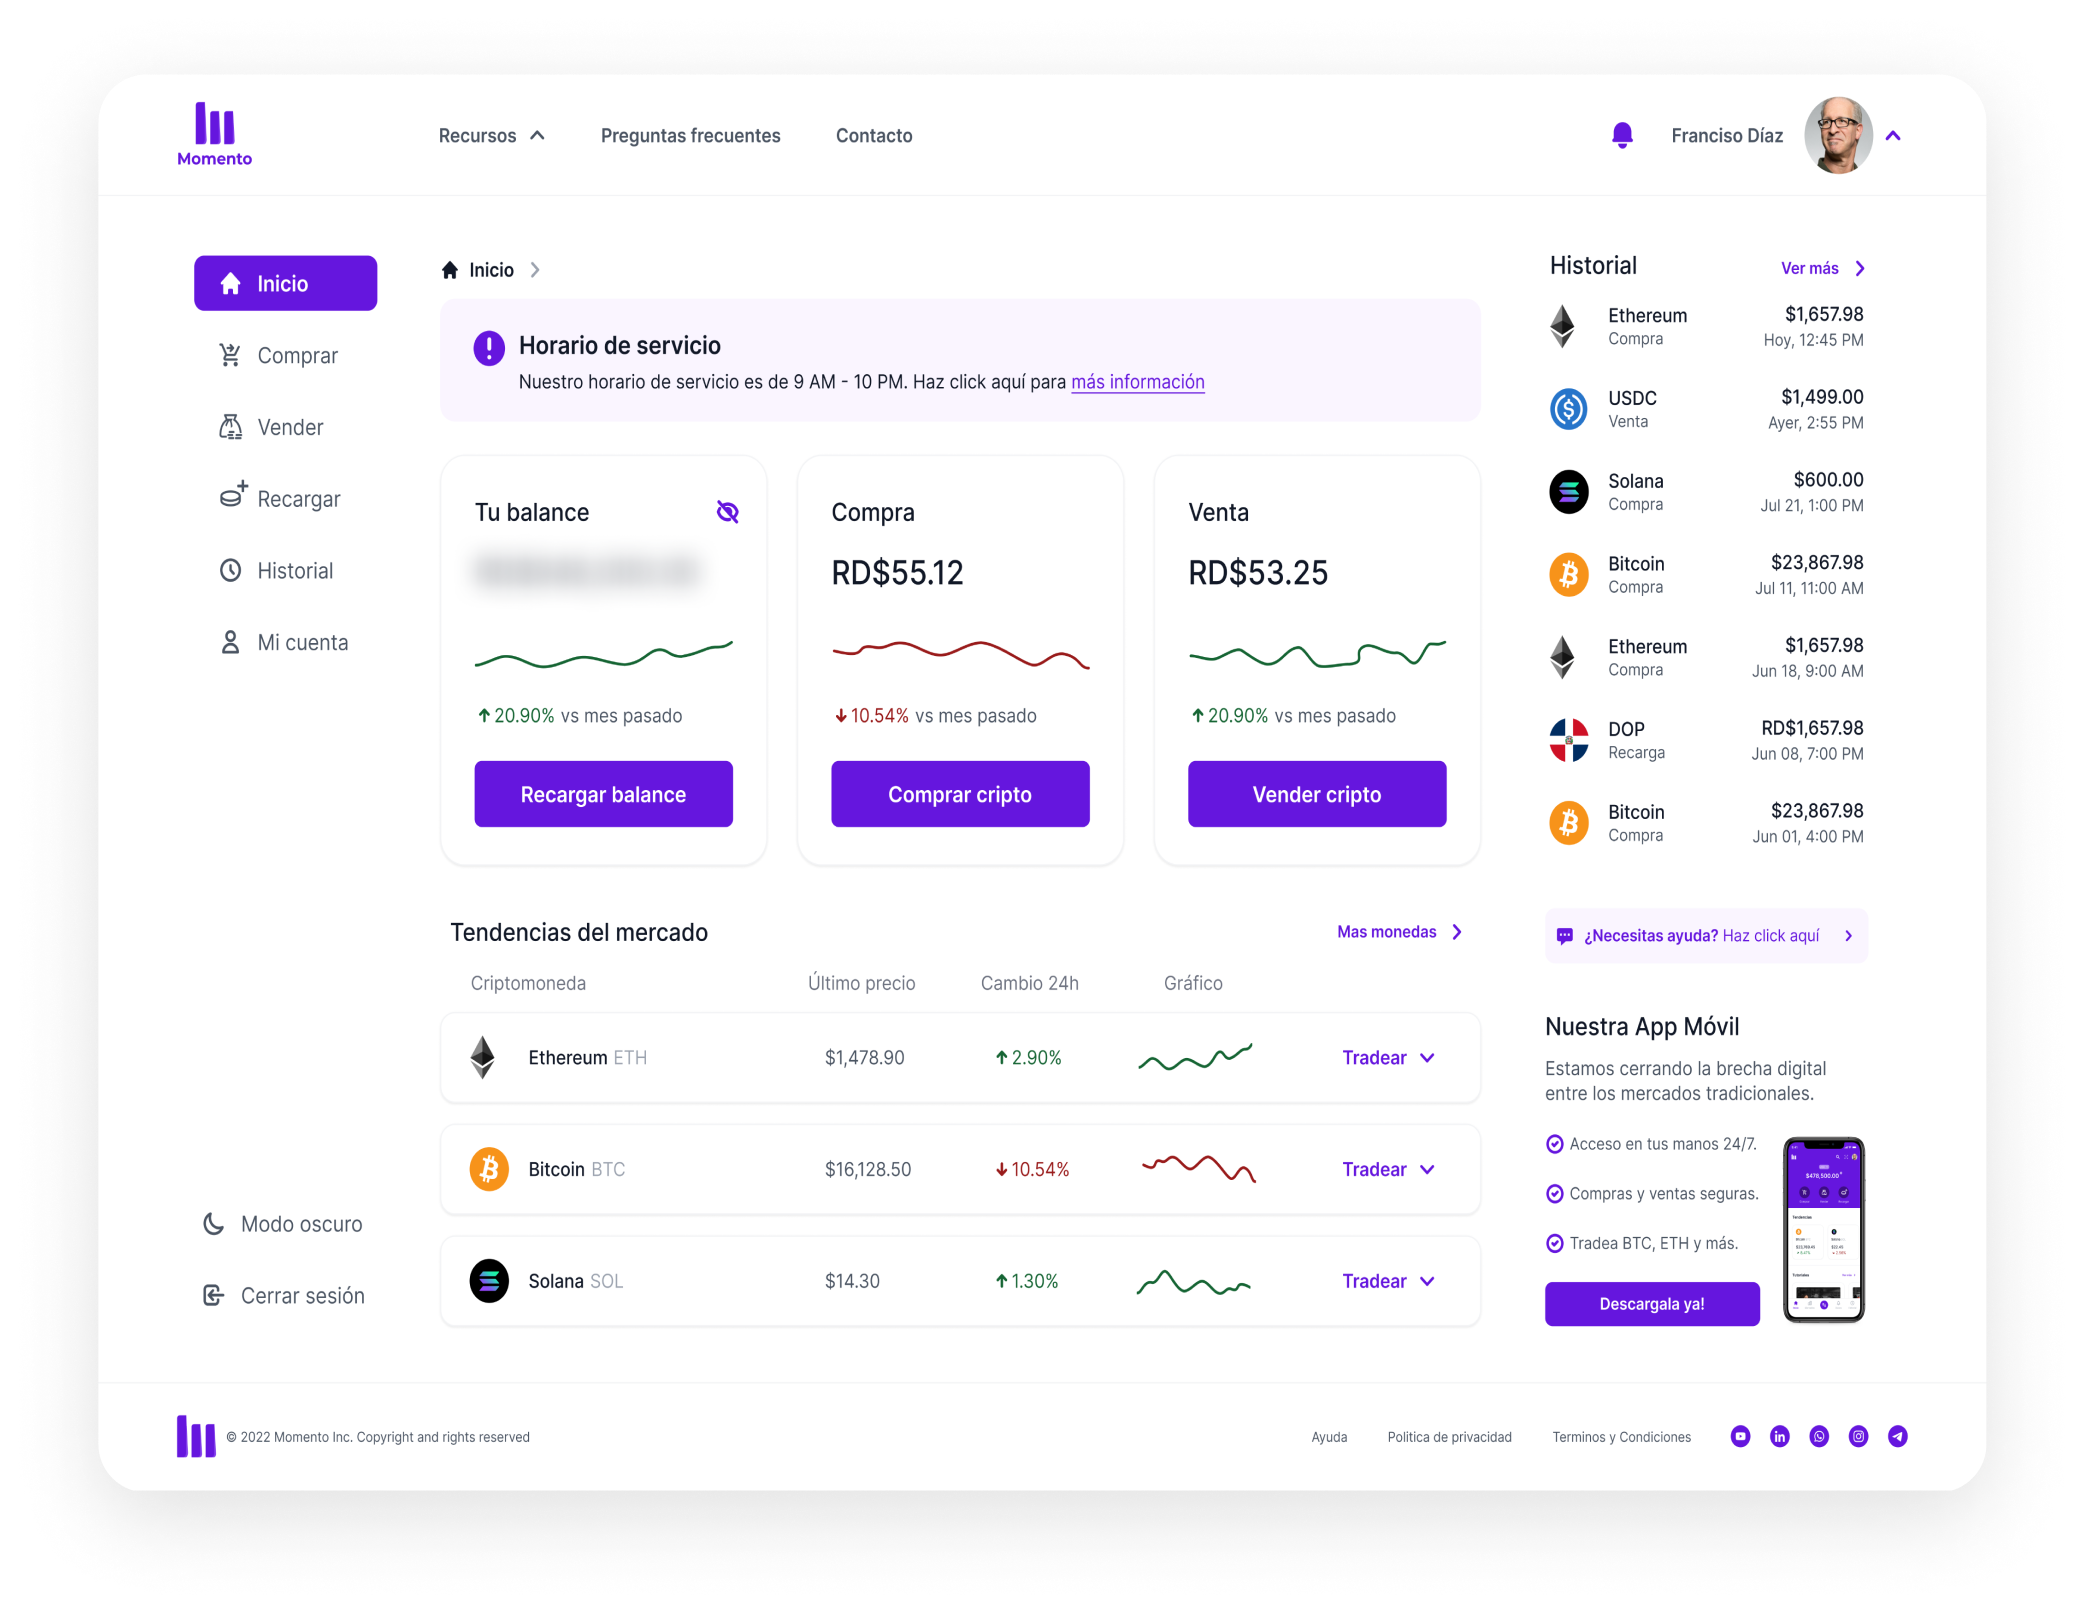 Momento
Recursos
Preguntas frecuentes
Contacto
Franciso Díaz
Inicio
Comprar
Vender
Recargar
Historial
Mi cuenta
Modo oscuro
Cerrar sesión
Inicio
Horario de servicio
Nuestro horario de servicio es de 9 AM - 10 PM. Haz click aquí para más información
Tu balance
20.90% vs mes pasado
Recargar balance
Compra
RD$55.12
10.54% vs mes pasado
Comprar cripto
Venta
RD$53.25
20.90% vs mes pasado
Vender cripto
Tendencias del mercado
Mas monedas
Criptomoneda Último precio Cambio 24h Gráfico
Ethereum ETH $1,478.90 2.90% Tradear
Bitcoin BTC $16,128.50 10.54% Tradear
Solana SOL $14.30 1.30% Tradear
Historial
Ver más
Ethereum $1,657.98
Compra Hoy, 12:45 PM
USDC $1,499.00
Venta Ayer, 2:55 PM
Solana $600.00
Compra Jul 21, 1:00 PM
Bitcoin $23,867.98
Compra Jul 11, 11:00 AM
Ethereum $1,657.98
Compra Jun 18, 9:00 AM
DOP RD$1,657.98
Recarga Jun 08, 7:00 PM
Bitcoin $23,867.98
Compra Jun 01, 4:00 PM
¿Necesitas ayuda? Haz click aquí
Nuestra App Móvil
Estamos cerrando la brecha digital
entre los mercados tradicionales.
Acceso en tus manos 24/7.
Compras y ventas seguras.
Tradea BTC, ETH y más.
Descargala ya!
$478,500.00
Tendencias
© 2022 Momento Inc. Copyright and rights reserved
Ayuda
Politica de privacidad
Terminos y Condiciones